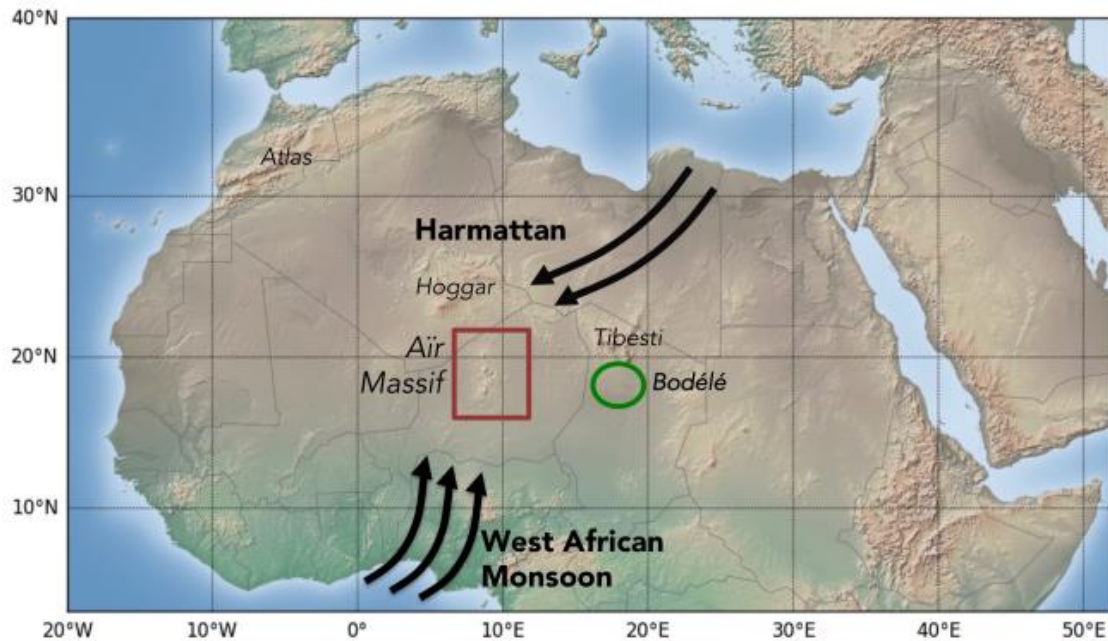 40°N
Atlas
30°N
Harmattan
Hoggar
Tibesti
Aïr
20°N
Massif
Bodélé
10°N
West African
Monsoon
20°W
10°W
0°
10°E
20°E
30°E
40°E
50°E